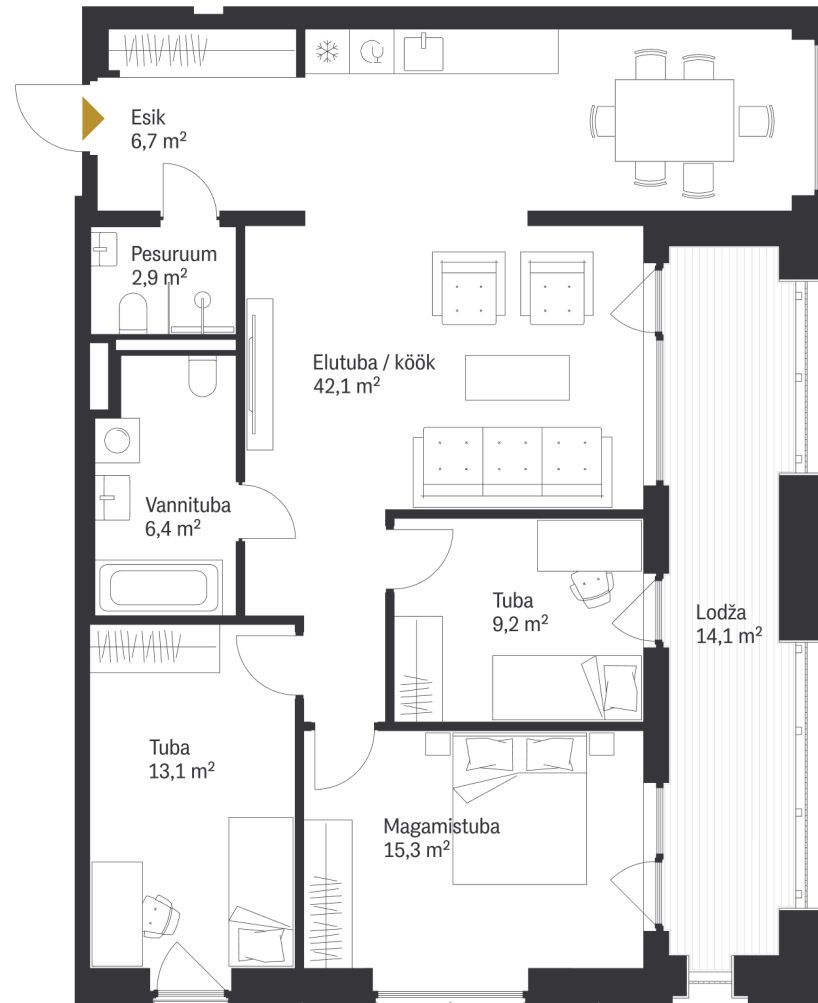 Esik
6,7 m²
Pesuruum
2,9 m²
Elutuba / köök
42,1 m²
Vannituba
6,4 m²
Tuba
9,2 m²
Lodža
14,1 m²
Tuba
13,1 m²
Magamistuba
15,3 m²